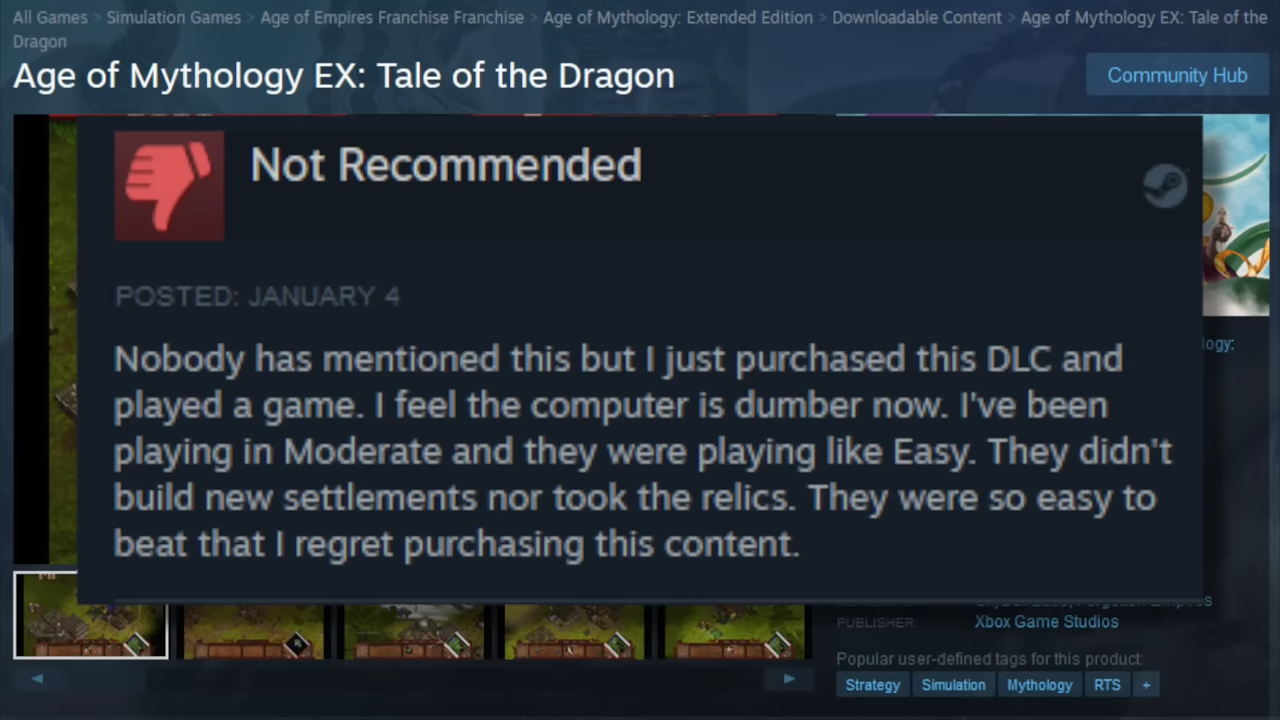 All Games > Simulation Games > Age of Empires Franchise Franchise > Age of Mythology: Extended Edition > Downloadable Content > Age of Mythology EX: Tale of the
Dragon
Age of Mythology EX: Tale of the Dragon
Community Hub
Not Recommended
POSTED: JANUARY 4
Nobody has mentioned this but I just purchased this DLC and
played a game. I feel the computer is dumber now. I've been
playing in Moderate and they were playing like Easy. They didn't
build new settlements nor took the relics. They were so easy to
beat that I regret purchasing this content.
logy:
PUBLISHER: Xbox Game Studios
Popular user-defined tags for this product:
Strategy Simulation Mythology RTS +